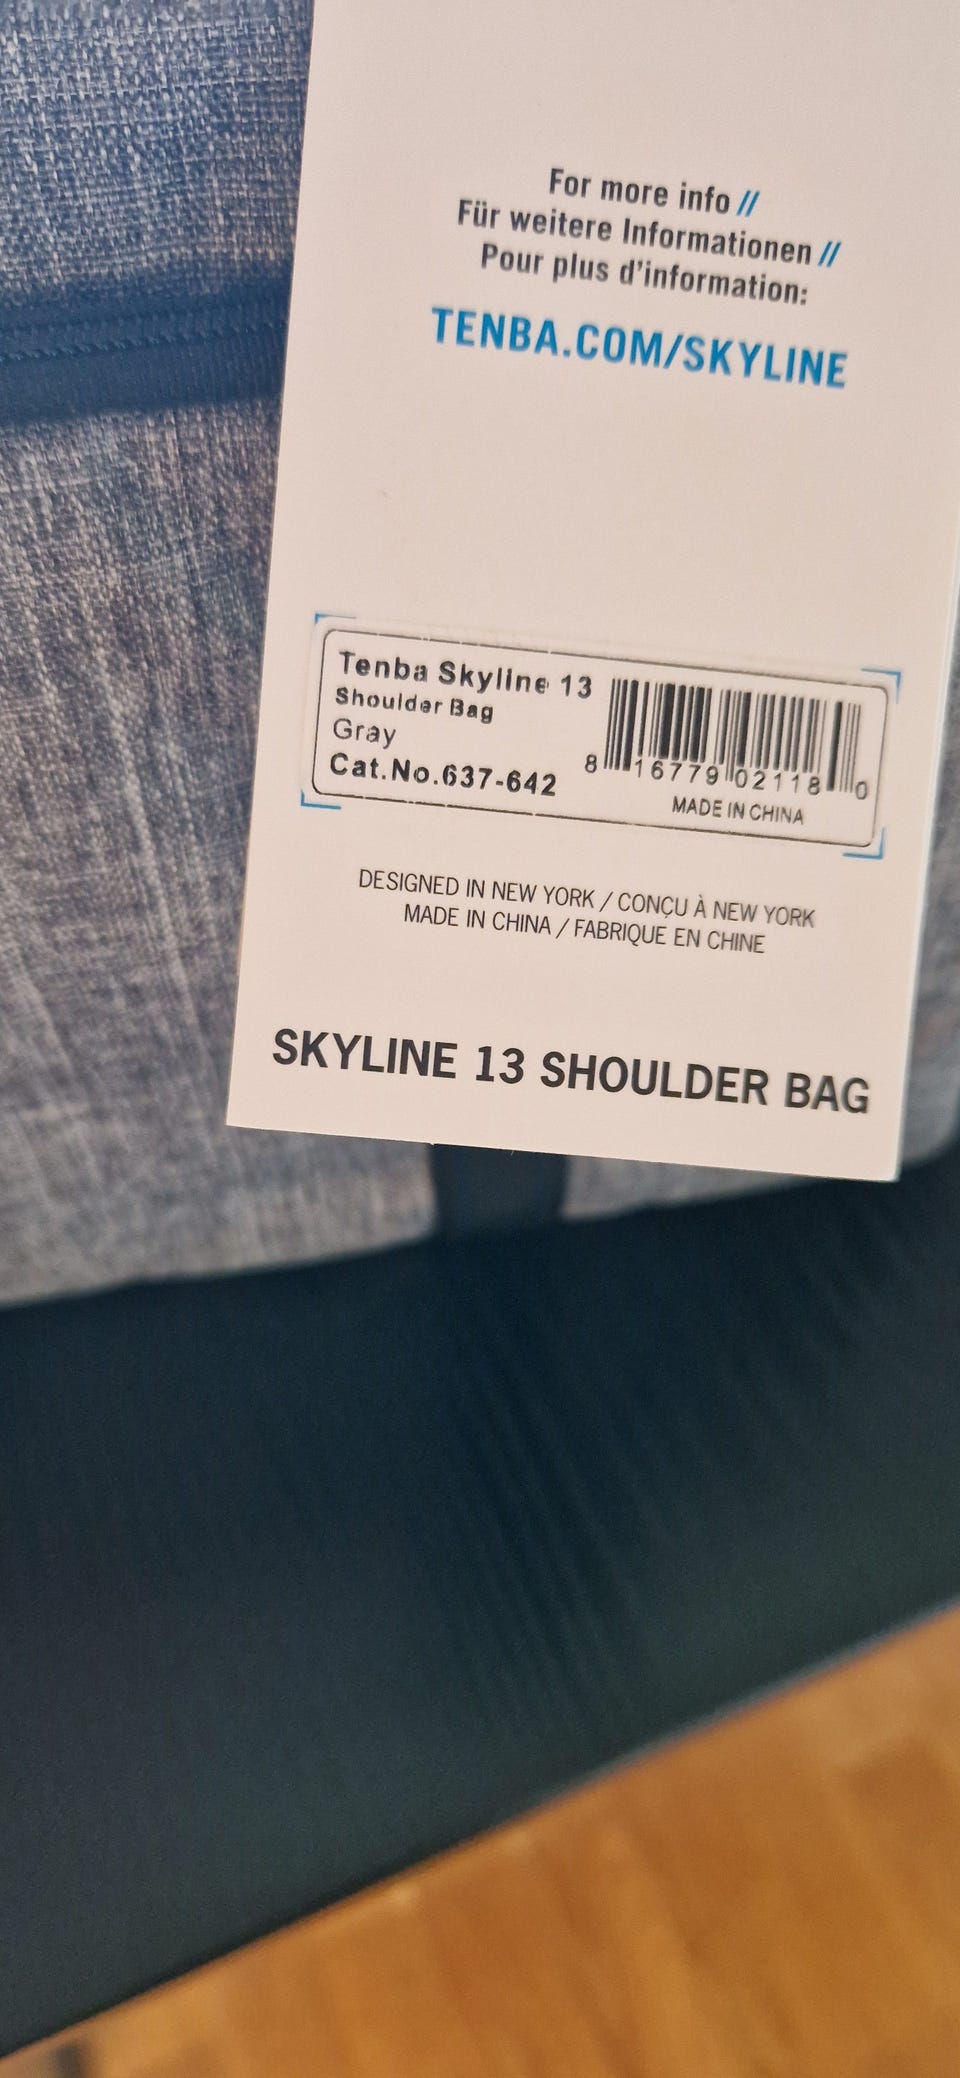 For more info //
Für weitere Informationen //
Pour plus d'information:
TENBA.COM/SKYLINE
Tenba Skyline 13
Shoulder Bag
Gray
Cat.No.637-642
8 16779 02118 0
MADE IN CHINA
DESIGNED IN NEW YORK / CONÇU À NEW YORK
MADE IN CHINA / FABRIQUE EN CHINE
SKYLINE 13 SHOULDER BAG